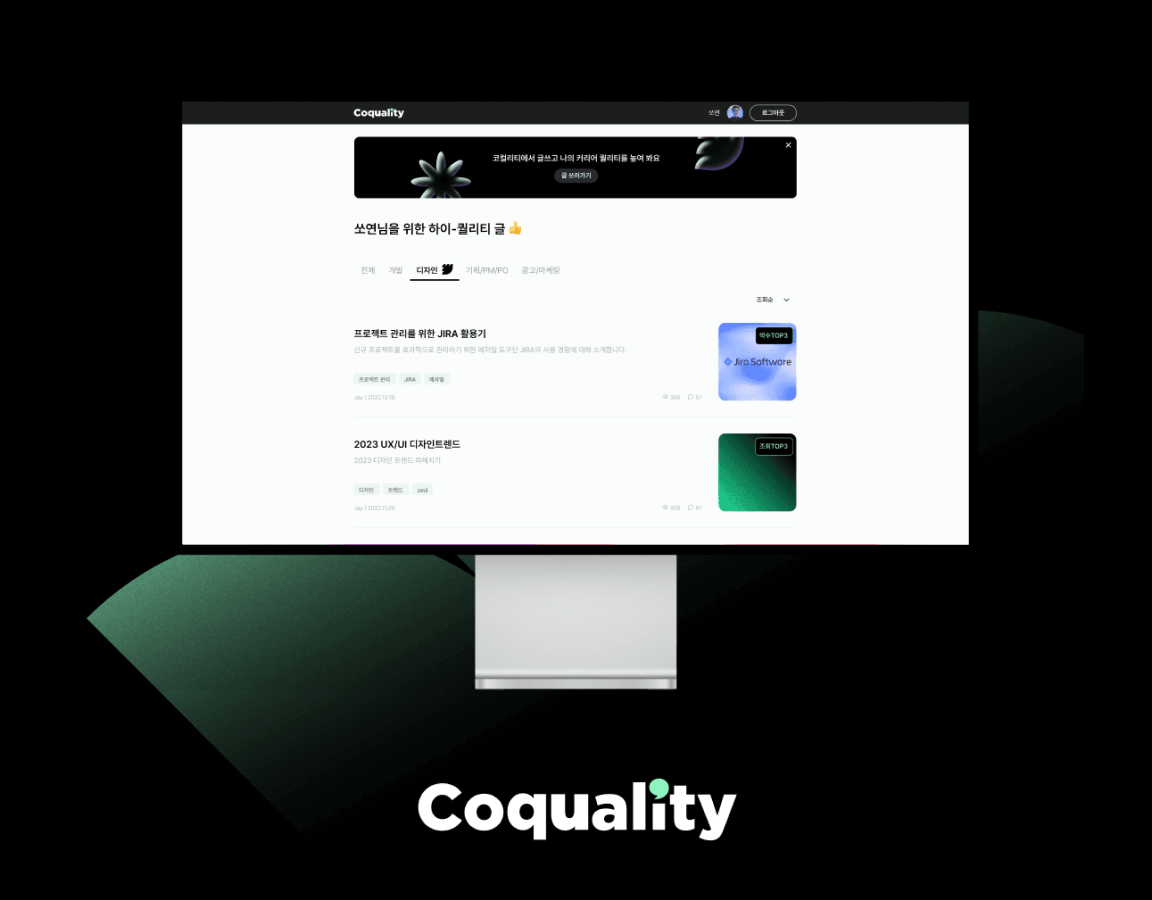 Coquality
쏘연
로그아웃
코컬리티에서 글쓰고 나의 커리어 퀄리티를 높여 봐요
글 쓰러가기
쏘연님을 위한 하이-퀄리티 글 👍
전체 개발 디자인 기획/PM/PO 광고/마케팅
조회순
프로젝트 관리를 위한 JIRA 활용기
신규 프로젝트를 효과적으로 관리하기 위한 애자일 도구인 JIRA의 사용 경험에 대해 소개합니다.
프로젝트 관리 JIRA 애자일
Jay | 2022.12.10
356 51
박수TOP3
Jira Software
2023 UX/UI 디자인트렌드
2023 디자인 트렌드 파헤치기
디자인 트렌드 uxui
Jay | 2022.11.05
356 51
조회TOP3
Coquality